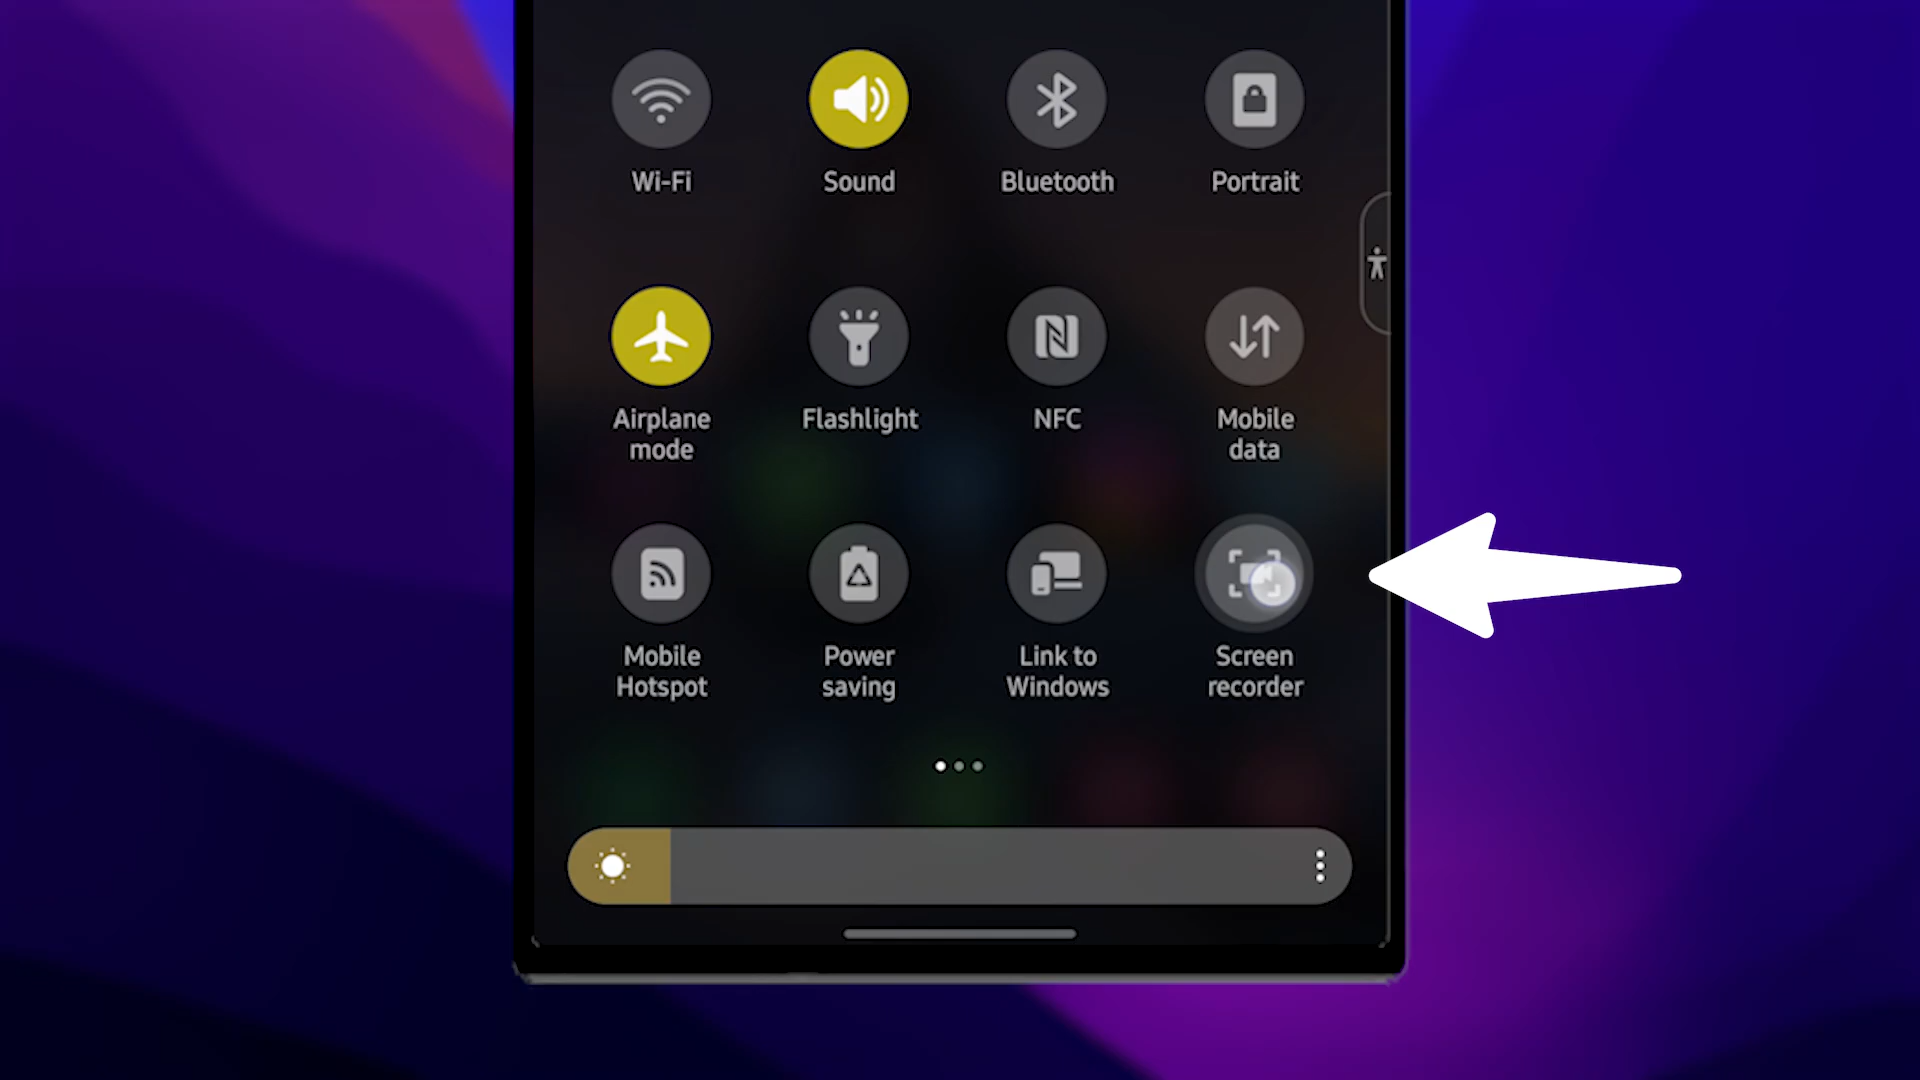 Wi-Fi
Sound
Bluetooth
Portrait
Airplane
mode
Flashlight
NFC
Mobile
data
Mobile
Hotspot
Power
saving
Link to
Windows
Screen
recorder